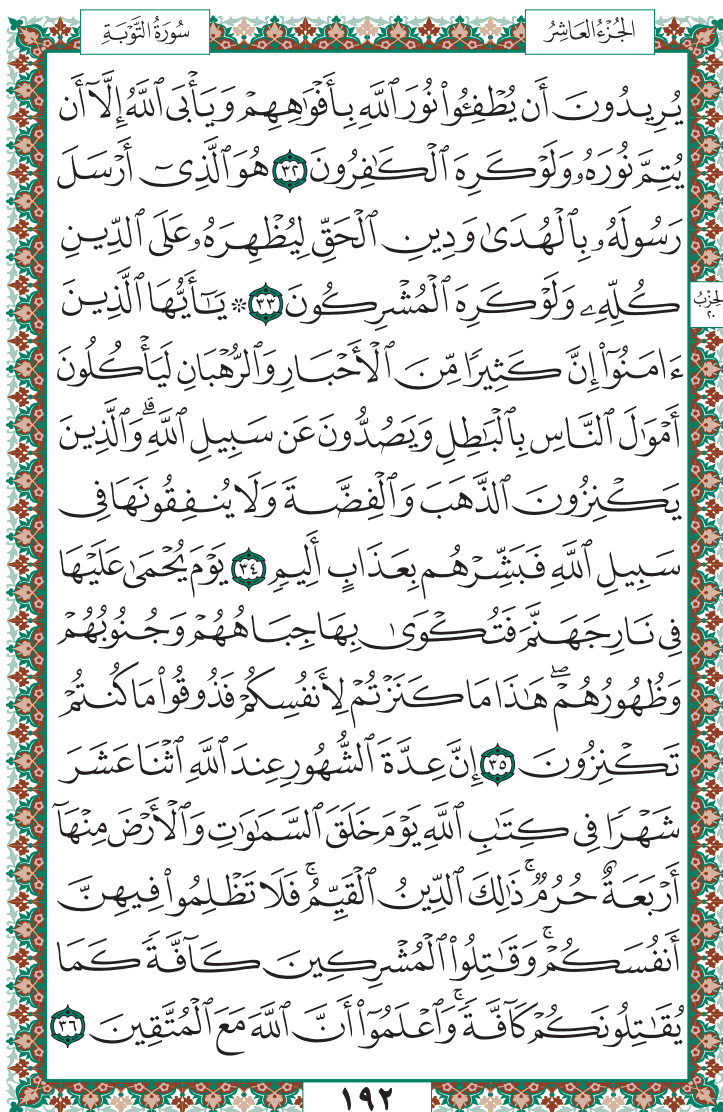 الجُزْءُ العَاشِرُ
سُورَةُ التَّوْبَةِ
يُرِيدُونَ أَن يُطْفِـُٔوا۟ نُورَ ٱللَّهِ بِأَفْوَٰهِهِمْ وَيَأْبَى ٱللَّهُ إِلَّآ أَن
يُتِمَّ نُورَهُۥ وَلَوْ كَرِهَ ٱلْكَٰفِرُونَ ٣٢ هُوَ ٱلَّذِىٓ أَرْسَلَ
رَسُولَهُۥ بِٱلْهُدَىٰ وَدِينِ ٱلْحَقِّ لِيُظْهِرَهُۥ عَلَى ٱلدِّينِ
كُلِّهِۦ وَلَوْ كَرِهَ ٱلْمُشْرِكُونَ ٣٣ ۞ يَٰٓأَيُّهَا ٱلَّذِينَ
الحِزْبُ
٢٠
ءَامَنُوٓا۟ إِنَّ كَثِيرًا مِّنَ ٱلْأَحْبَارِ وَٱلرُّهْبَانِ لَيَأْكُلُونَ
أَمْوَٰلَ ٱلنَّاسِ بِٱلْبَٰطِلِ وَيَصُدُّونَ عَن سَبِيلِ ٱللَّهِ ۗ وَٱلَّذِينَ
يَكْنِزُونَ ٱلذَّهَبَ وَٱلْفِضَّةَ وَلَا يُنفِقُونَهَا فِى
سَبِيلِ ٱللَّهِ فَبَشِّرْهُم بِعَذَابٍ أَلِيمٍ ٣٤ يَوْمَ يُحْمَىٰ عَلَيْهَا
فِى نَارِ جَهَنَّمَ فَتُكْوَىٰ بِهَا جِبَاهُهُمْ وَجُنُوبُهُمْ
وَظُهُورُهُمْ ۖ هَٰذَا مَا كَنَزْتُمْ لِأَنفُسِكُمْ فَذُوقُوا۟ مَا كُنتُمْ
تَكْنِزُونَ ٣٥ إِنَّ عِدَّةَ ٱلشُّهُورِ عِندَ ٱللَّهِ ٱثْنَا عَشَرَ
شَهْرًا فِى كِتَٰبِ ٱللَّهِ يَوْمَ خَلَقَ ٱلسَّمَٰوَٰتِ وَٱلْأَرْضَ مِنْهَآ
أَرْبَعَةٌ حُرُمٌ ۚ ذَٰلِكَ ٱلدِّينُ ٱلْقَيِّمُ ۚ فَلَا تَظْلِمُوا۟ فِيهِنَّ
أَنفُسَكُمْ ۚ وَقَٰتِلُوا۟ ٱلْمُشْرِكِينَ كَآفَّةً كَمَا
يُقَٰتِلُونَكُمْ كَآفَّةً ۚ وَٱعْلَمُوٓا۟ أَنَّ ٱللَّهَ مَعَ ٱلْمُتَّقِينَ ٣٦
١٩٢